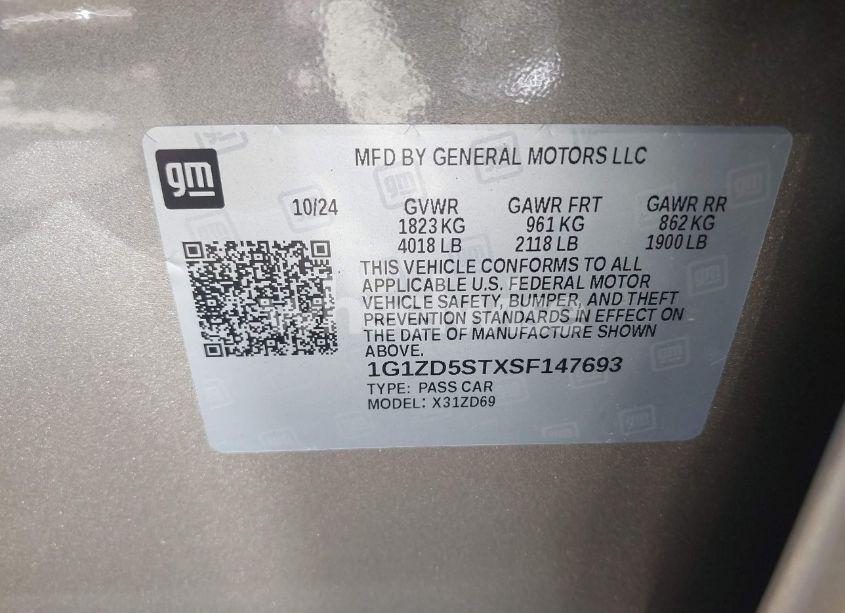 gm
MFD BY GENERAL MOTORS LLC
10/24 GVWR GAWR FRT GAWR RR
1823 KG 961 KG 862 KG
4018 LB 2118 LB 1900 LB
THIS VEHICLE CONFORMS TO ALL
APPLICABLE U.S. FEDERAL MOTOR
VEHICLE SAFETY, BUMPER, AND THEFT
PREVENTION STANDARDS IN EFFECT ON
THE DATE OF MANUFACTURE SHOWN
ABOVE.
1G1ZD5STXSF147693
TYPE: PASS CAR
MODEL: X31ZD69